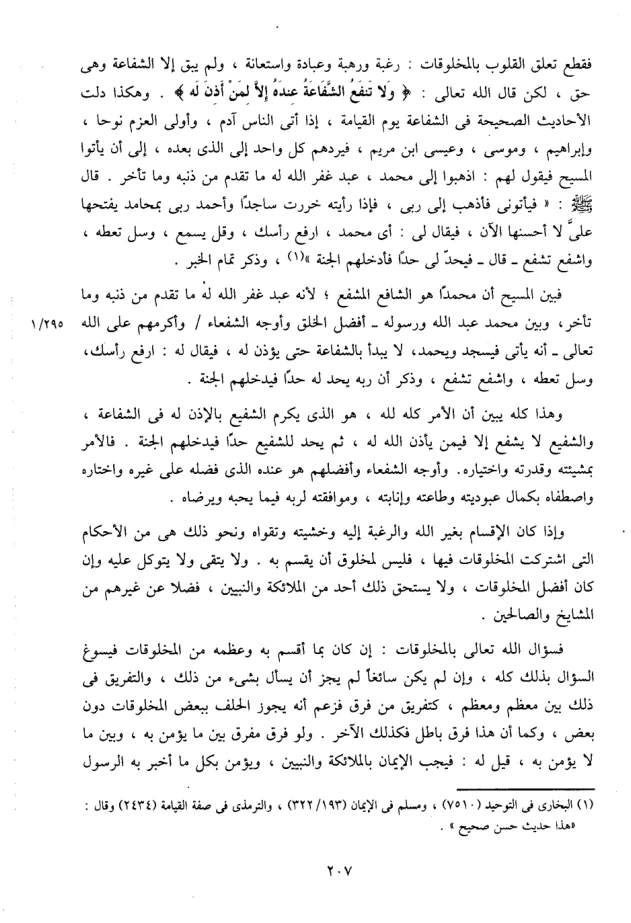 فقطع تعلق القلوب بالمخلوقات : رغبة ورهبة وعبادة واستعانة ، ولم يبق إلا الشفاعة وهى
حق ، لكن قال الله تعالى : ﴿ وَلا تَنفَعُ الشَّفَاعَةُ عِندَهُ إِلاَّ لِمَنْ أَذِنَ لَه ﴾ . وهكذا دلت
الأحاديث الصحيحة فى الشفاعة يوم القيامة ، إذا أتى الناس آدم ، وأولى العزم نوحا ،
وإبراهيم ، وموسى ، وعيسى ابن مريم ، فيردهم كل واحد إلى الذى بعده ، إلى أن يأتوا
المسيح فيقول لهم : اذهبوا إلى محمد ، عبد غفر الله له ما تقدم من ذنبه وما تأخر . قال
ﷺ : « فيأتونى فأذهب إلى ربى ، فإذا رأيته خررت ساجدًا وأحمد ربى بمحامد يفتحها
علىَّ لا أحسنها الآن ، فيقال لى : أى محمد ، ارفع رأسك ، وقل يسمع ، وسل تعطه ،
واشفع تشفع ـ قال ـ فيحدّ لى حدًا فأدخلهم الجنة »(١) ، وذكر تمام الخبر .
فبين المسيح أن محمدًا هو الشافع المشفع ؛ لأنه عبد غفر الله له ما تقدم من ذنبه وما
تأخر، وبين محمد عبد الله ورسوله ـ أفضل الخلق وأوجه الشفعاء / وأكرمهم على الله ١/٢٩٥
تعالى ـ أنه يأتى فيسجد ويحمد، لا يبدأ بالشفاعة حتى يؤذن له ، فيقال له : ارفع رأسك،
وسل تعطه ، واشفع تشفع ، وذكر أن ربه يحد له حدًا فيدخلهم الجنة .
وهذا كله يبين أن الأمر كله لله ، هو الذى يكرم الشفيع بالإذن له فى الشفاعة ،
والشفيع لا يشفع إلا فيمن يأذن الله له ، ثم يحد للشفيع حدًا فيدخلهم الجنة . فالأمر
بمشيئته وقدرته واختياره. وأوجه الشفعاء وأفضلهم هو عنده الذى فضله على غيره واختاره
واصطفاه بكمال عبوديته وطاعته وإنابته ، وموافقته لربه فيما يحبه ويرضاه .
وإذا كان الإقسام بغير الله والرغبة إليه وخشيته وتقواه ونحو ذلك هى من الأحكام
التى اشتركت المخلوقات فيها ، فليس لمخلوق أن يقسم به . ولا يتقى ولا يتوكل عليه وإن
كان أفضل المخلوقات ، ولا يستحق ذلك أحد من الملائكة والنبيين ، فضلا عن غيرهم من
المشايخ والصالحين .
فسؤال الله تعالى بالمخلوقات : إن كان بما أقسم به وعظمه من المخلوقات فيسوغ
السؤال بذلك كله ، وإن لم يكن سائغاً لم يجز أن يسأل بشىء من ذلك ، والتفريق فى
ذلك بين معظم ومعظم ، كتفريق من فرق فزعم أنه يجوز الحلف ببعض المخلوقات دون
بعض ، وكما أن هذا فرق باطل فكذلك الآخر . ولو فرق مفرق بين ما يؤمن به ، وبين ما
لا يؤمن به ، قيل له : فيجب الإيمان بالملائكة والنبيين ، ويؤمن بكل ما أخبر به الرسول
(١) البخارى فى التوحيد (٧٥١٠) ، ومسلم فى الإيمان (٣٢٢/١٩٣) ، والترمذى فى صفة القيامة (٢٤٣٤) وقال :
«هذا حديث حسن صحيح » .
٢٠٧